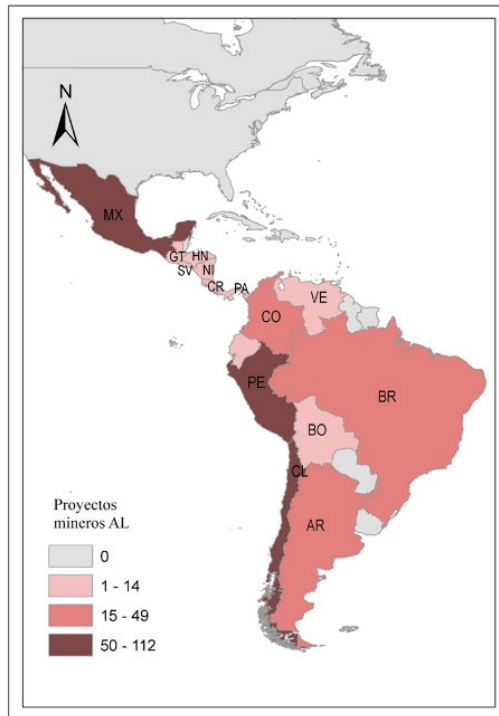 N
MX
GT HN
SV NI
CR PA
VE
CO
PE
BR
BO
CL
AR
Proyectos
mineros AL
0
1 - 14
15 - 49
50 - 112